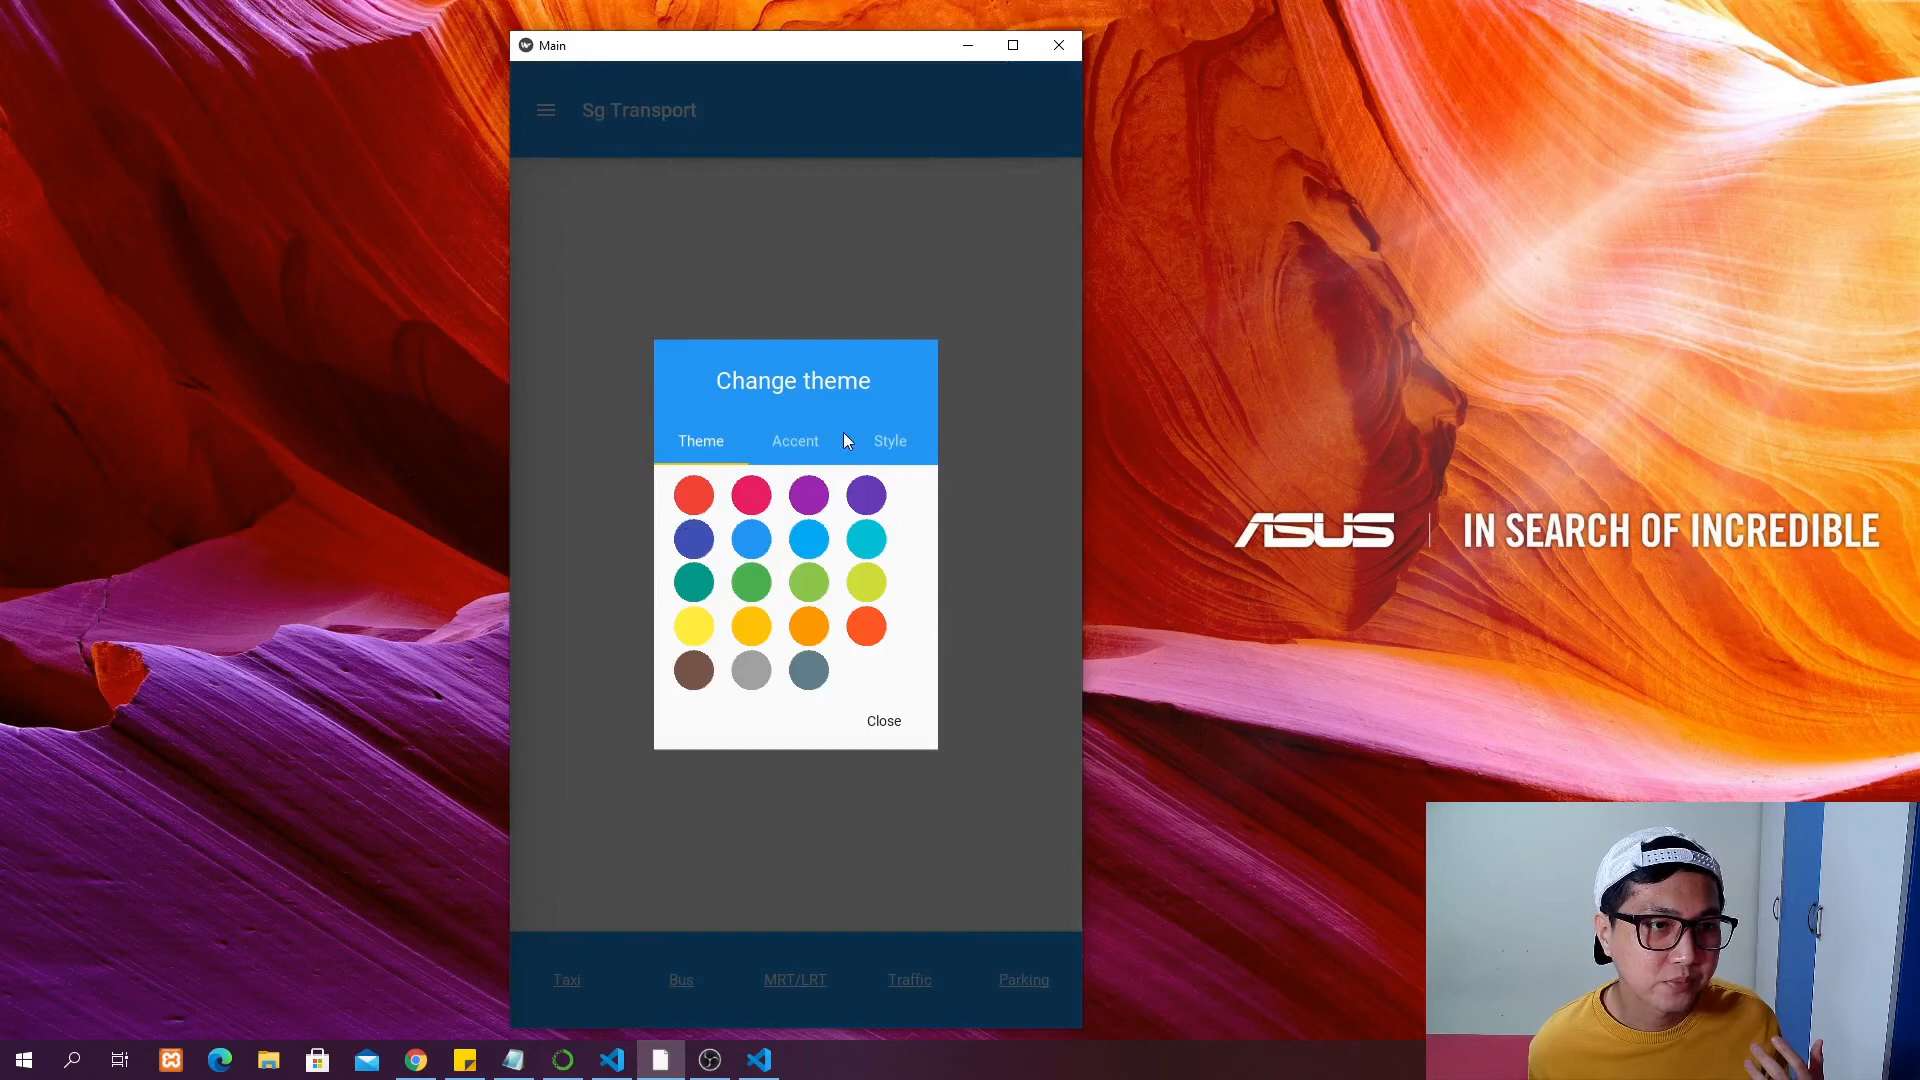 Main
Sg Transport
Change theme
Theme Accent Style
Close
ASUS | IN SEARCH OF INCREDIBLE
Taxi Bus MRT/LRT Traffic Parking